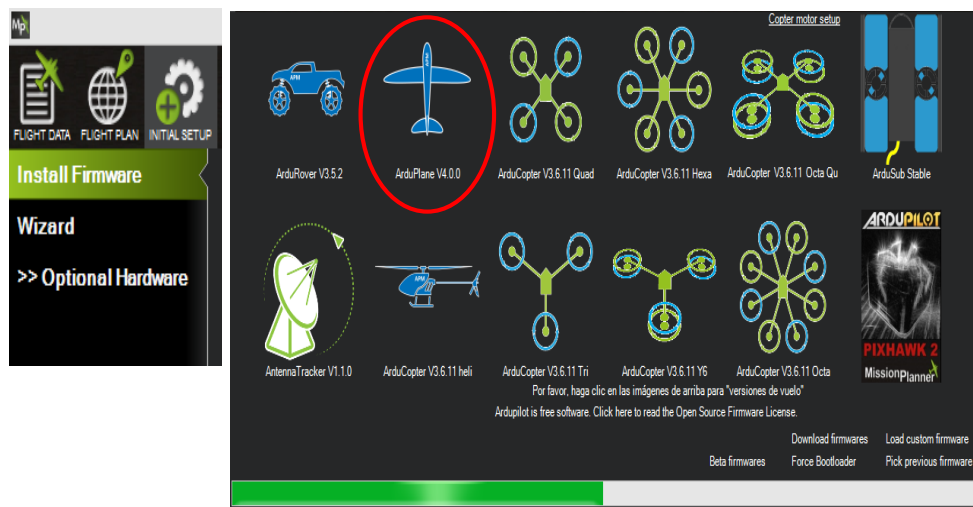 Mp
FLIGHT DATA FLIGHT PLAN INITIAL SETUP
Install Firmware
Wizard
>> Optional Hardware
Copter motor setup
APM
APM
ArduRover V3.5.2
ArduPlane V4.0.0
ArduCopter V3.6.11 Quad
ArduCopter V3.6.11 Hexa
ArduCopter V3.6.11 Octa Qu
ArduSub Stable
APM
ARDUPILOT
PIXHAWK 2
MissionPlanner
AntennaTracker V1.1.0
ArduCopter V3.6.11 heli
ArduCopter V3.6.11 Tri
ArduCopter V3.6.11 Y6
ArduCopter V3.6.11 Octa
Por favor, haga clic en las imágenes de arriba para "versiones de vuelo"
Ardupilot is free software. Click here to read the Open Source Firmware License.
Download firmwares
Load custom firmware
Beta firmwares
Force Bootloader
Pick previous firmware